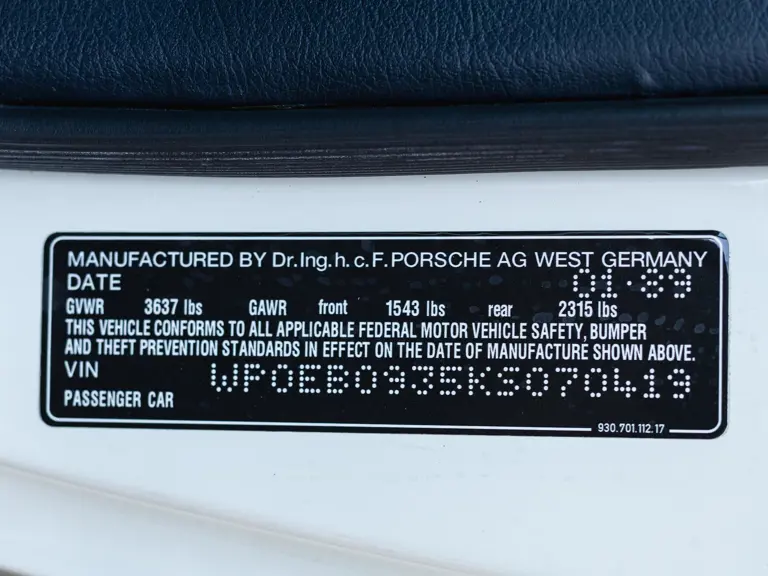 MANUFACTURED BY Dr.Ing.h.c.F.PORSCHE AG WEST GERMANY
DATE 01-89
GVWR 3637 lbs GAWR front 1543 lbs rear 2315 lbs
THIS VEHICLE CONFORMS TO ALL APPLICABLE FEDERAL MOTOR VEHICLE SAFETY, BUMPER
AND THEFT PREVENTION STANDARDS IN EFFECT ON THE DATE OF MANUFACTURE SHOWN ABOVE.
VIN WP0EB0935KS070419
PASSENGER CAR
930.701.112.17